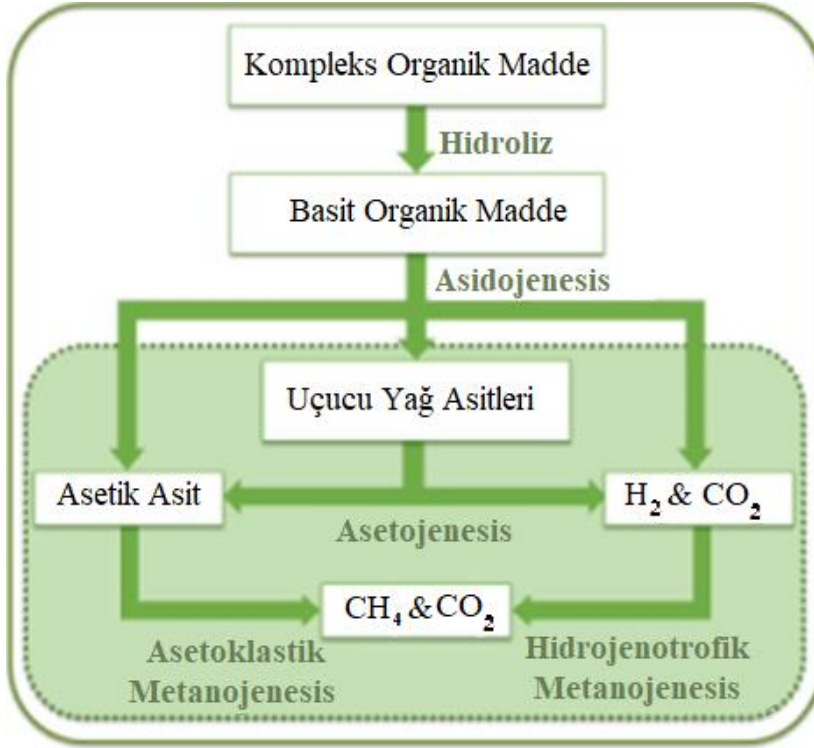 Kompleks Organik Madde
Hidroliz
Basit Organik Madde
Asidojenesis
Uçucu Yağ Asitleri
Asetik Asit
H₂ & CO₂
Asetojenesis
CH₄ & CO₂
Asetoklastik
Metanojenesis
Hidrojenotrofik
Metanojenesis